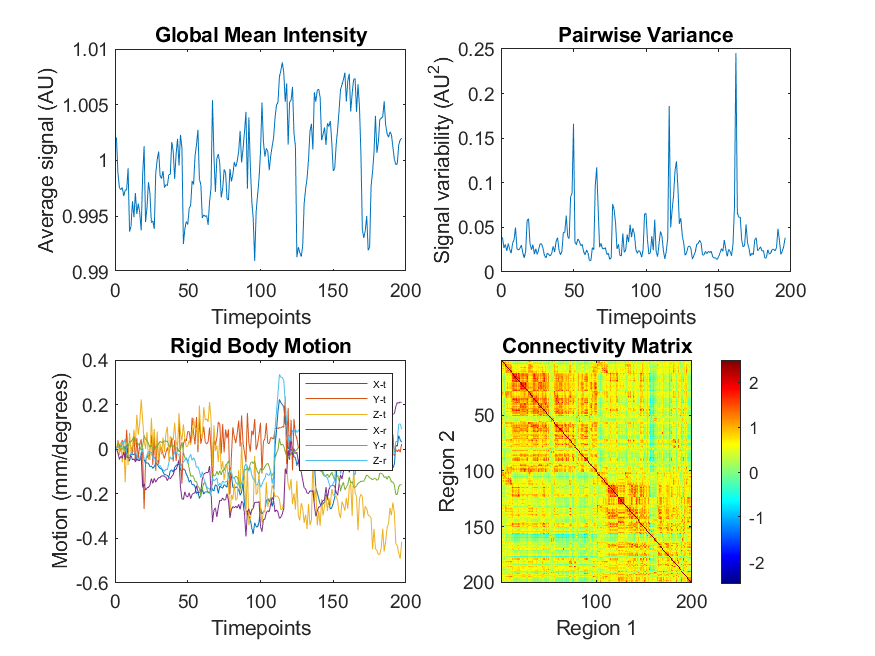 Global Mean Intensity
Average signal (AU)
1.01
1.005
1
0.995
0.99
0 50 100 150 200
Timepoints
Pairwise Variance
Signal variability (AU²)
0.25
0.2
0.15
0.1
0.05
0
0 50 100 150 200
Timepoints
Rigid Body Motion
Motion (mm/degrees)
0.4
0.2
0
-0.2
-0.4
-0.6
0 50 100 150 200
Timepoints
X-t
Y-t
Z-t
X-r
Y-r
Z-r
Connectivity Matrix
Region 2
50
100
150
200
100 200
Region 1
2
1
0
-1
-2